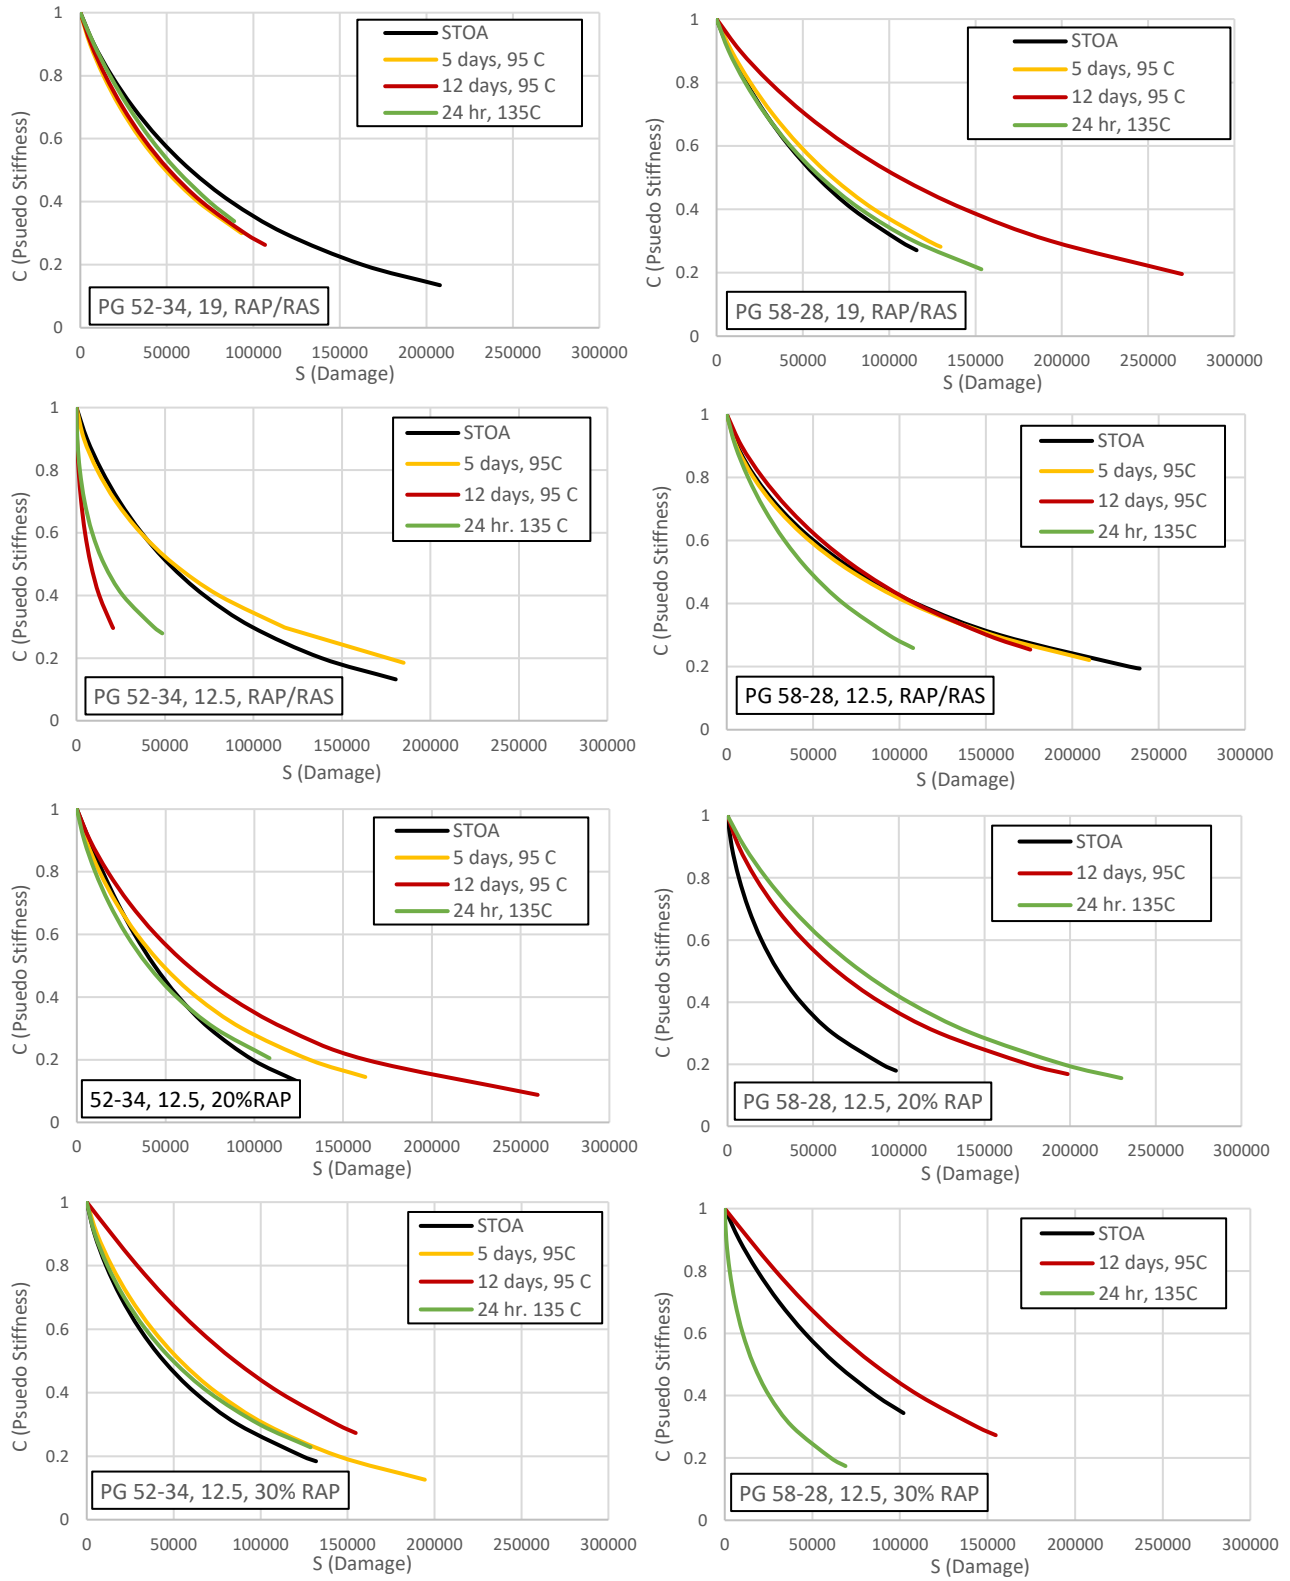 C (Psuedo Stiffness)
1
0.8
0.6
0.4
0.2
0
STOA
5 days, 95 C
12 days, 95 C
24 hr, 135C
PG 52-34, 19, RAP/RAS
0 50000 100000 150000 200000 250000 300000
S (Damage)
C (Psuedo Stiffness)
1
0.8
0.6
0.4
0.2
0
STOA
5 days, 95 C
12 days, 95 C
24 hr, 135C
PG 58-28, 19, RAP/RAS
0 50000 100000 150000 200000 250000 300000
S (Damage)
C (Psuedo Stiffness)
1
0.8
0.6
0.4
0.2
0
STOA
5 days, 95C
12 days, 95 C
24 hr. 135 C
PG 52-34, 12.5, RAP/RAS
0 50000 100000 150000 200000 250000 300000
S (Damage)
C (Psuedo Stiffness)
1
0.8
0.6
0.4
0.2
0
STOA
5 days, 95C
12 days, 95 C
24 hr, 135C
PG 58-28, 12.5, RAP/RAS
0 50000 100000 150000 200000 250000 300000
S (Damage)
C (Psuedo Stiffness)
1
0.8
0.6
0.4
0.2
0
STOA
5 days, 95 C
12 days, 95 C
24 hr, 135C
52-34, 12.5, 20%RAP
0 50000 100000 150000 200000 250000 300000
S (Damage)
C (Psuedo Stiffness)
1
0.8
0.6
0.4
0.2
0
STOA
12 days, 95C
24 hr. 135C
PG 58-28, 12.5, 20% RAP
0 50000 100000 150000 200000 250000 300000
S (Damage)
C (Psuedo Stiffness)
1
0.8
0.6
0.4
0.2
0
STOA
5 days, 95C
12 days, 95 C
24 hr. 135 C
PG 52-34, 12.5, 30% RAP
0 50000 100000 150000 200000 250000 300000
S (Damage)
C (Psuedo Stiffness)
1
0.8
0.6
0.4
0.2
0
STOA
12 days, 95C
24 hr, 135C
PG 58-28, 12.5, 30% RAP
0 50000 100000 150000 200000 250000 300000
S (Damage)